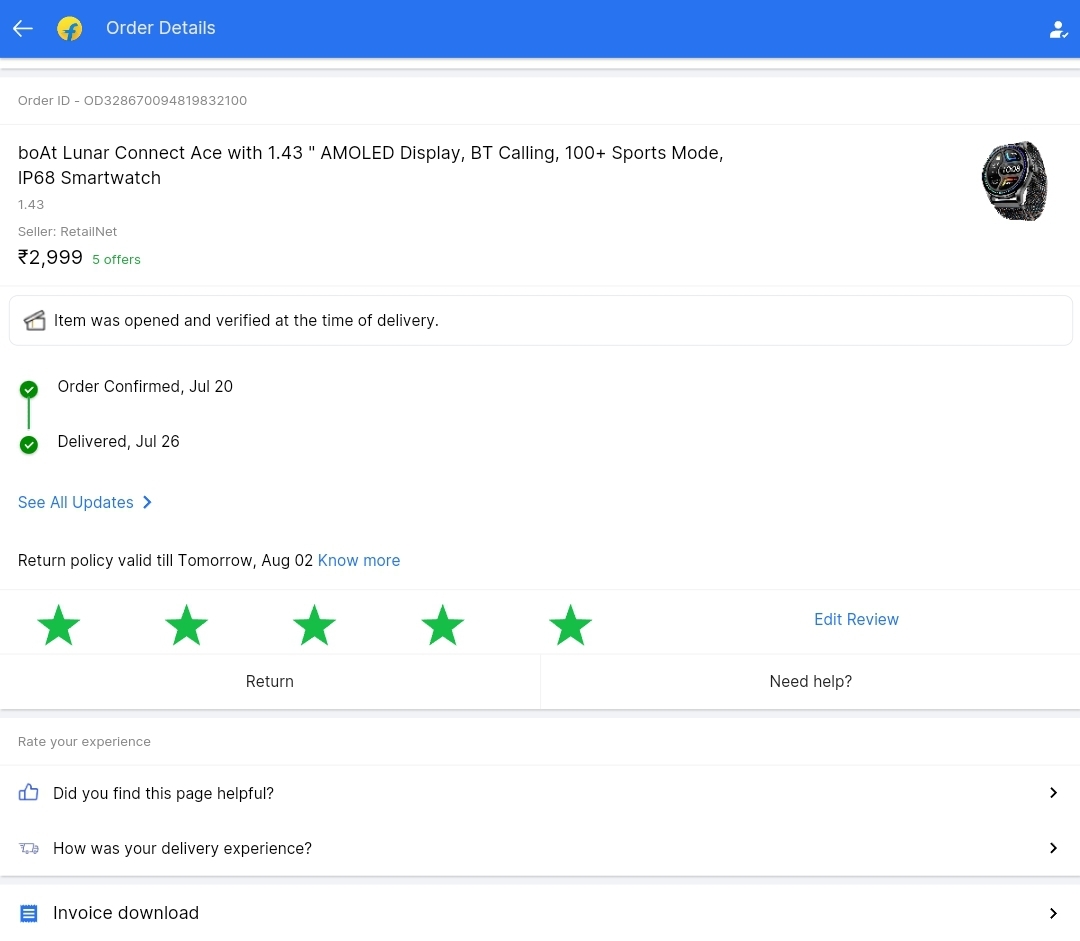 Order Details
Order ID - OD328670094819832100
boAt Lunar Connect Ace with 1.43 " AMOLED Display, BT Calling, 100+ Sports Mode,
IP68 Smartwatch
1.43
Seller: RetailNet
₹2,999 5 offers
Item was opened and verified at the time of delivery.
Order Confirmed, Jul 20
Delivered, Jul 26
See All Updates
Return policy valid till Tomorrow, Aug 02 Know more
Edit Review
Return
Need help?
Rate your experience
Did you find this page helpful?
How was your delivery experience?
Invoice download